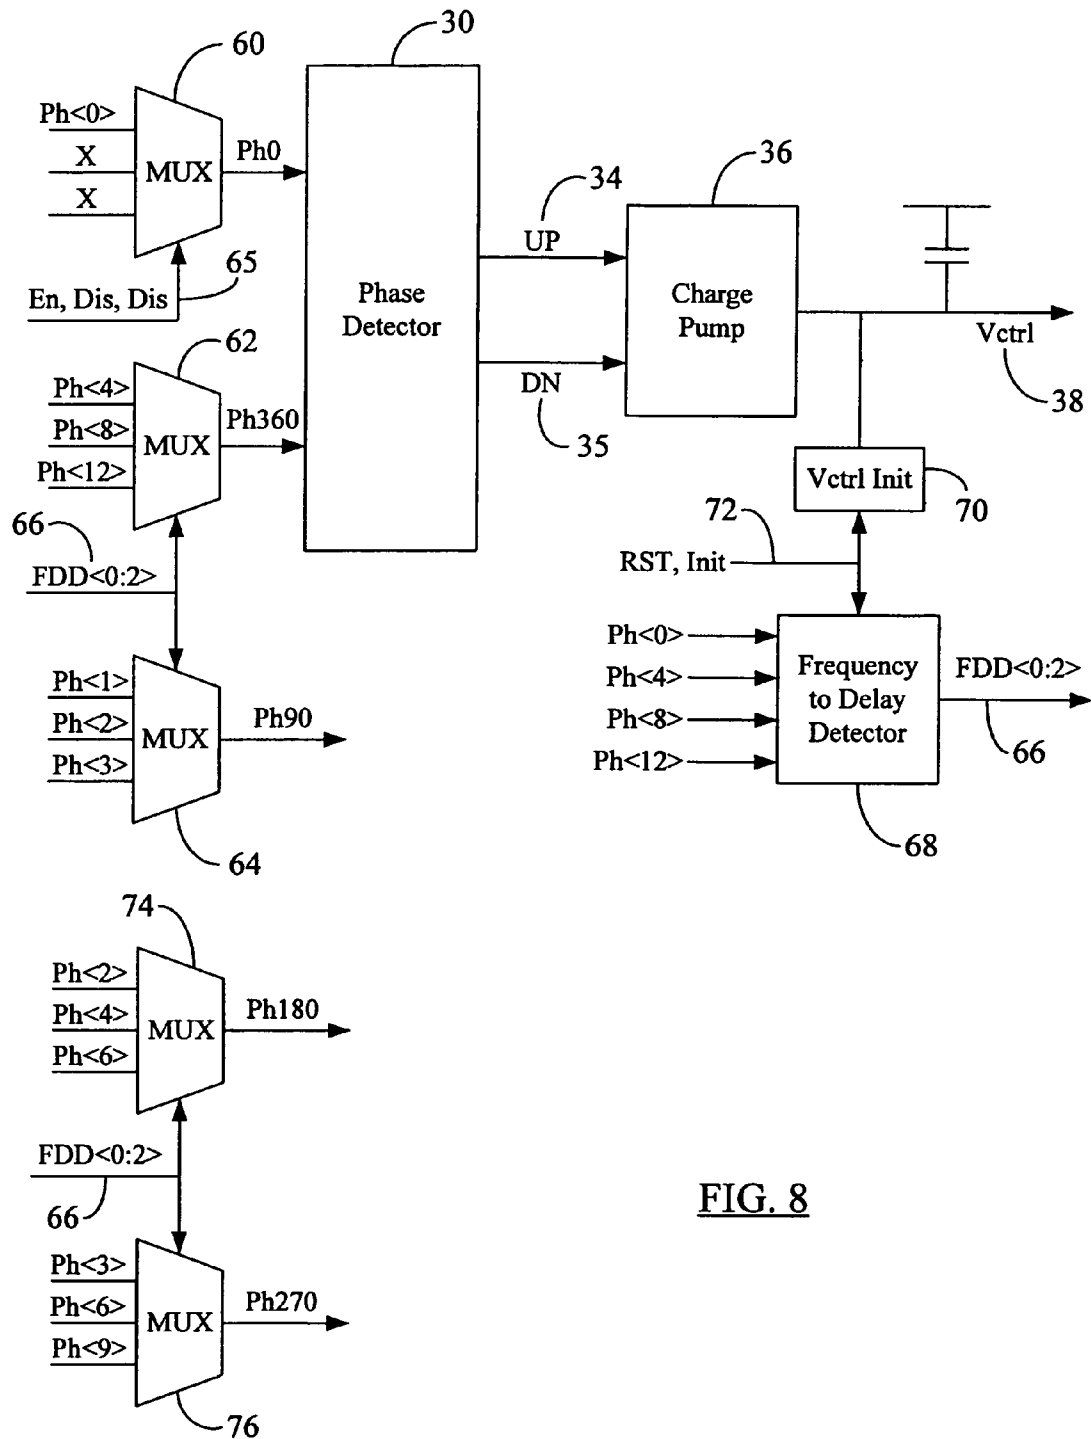 30
60
Ph<0>
X
X
MUX
Ph0
65
En, Dis, Dis
Phase
Detector
34
UP
DN
35
36
Charge
Pump
Vctrl
38
62
Ph<4>
Ph<8>
Ph<12>
MUX
Ph360
66
FDD<0:2>
Ph<1>
Ph<2>
Ph<3>
MUX
Ph90
64
Vctrl Init
70
72
RST, Init
Ph<0>
Ph<4>
Ph<8>
Ph<12>
Frequency
to Delay
Detector
FDD<0:2>
66
68
74
Ph<2>
Ph<4>
Ph<6>
MUX
Ph180
FDD<0:2>
66
Ph<3>
Ph<6>
Ph<9>
MUX
Ph270
76
FIG. 8